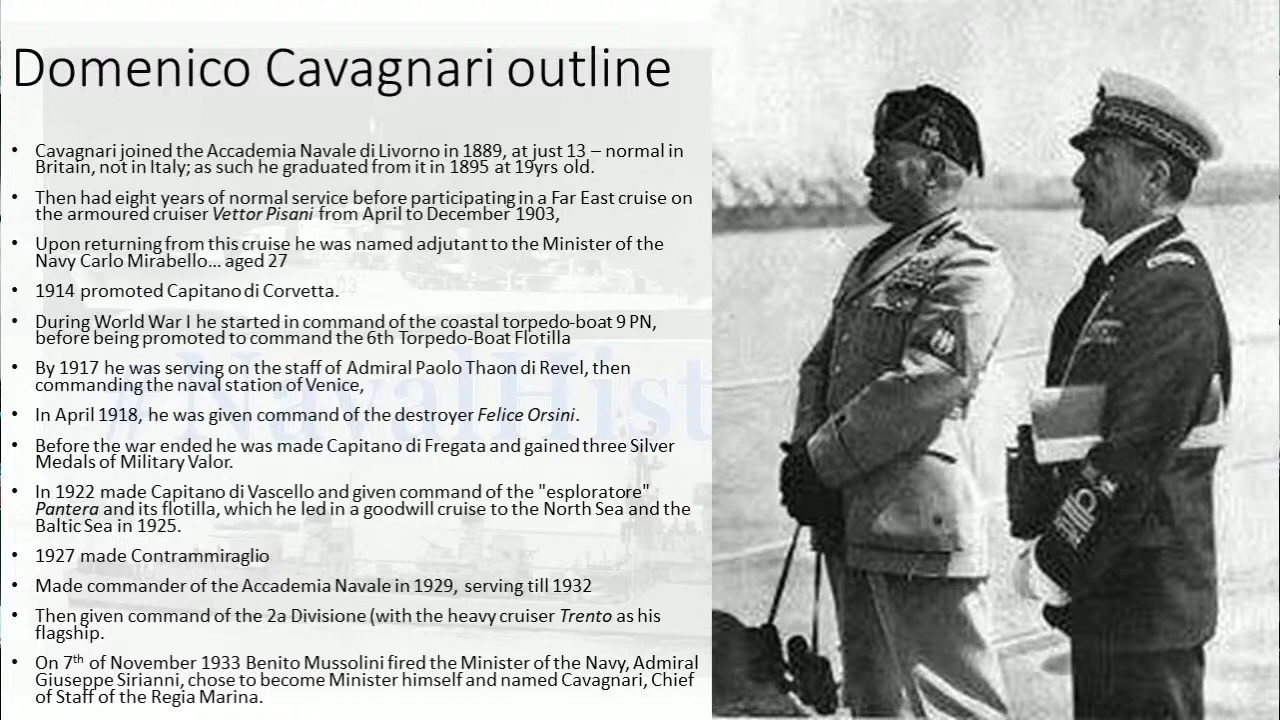 Domenico Cavagnari outline
• Cavagnari joined the Accademia Navale di Livorno in 1889, at just 13 – normal in
Britain, not in Italy; as such he graduated from it in 1895 at 19yrs old.
• Then had eight years of normal service before participating in a Far East cruise on
the armoured cruiser Vettor Pisani from April to December 1903,
• Upon returning from this cruise he was named adjutant to the Minister of the
Navy Carlo Mirabello... aged 27
• 1914 promoted Capitano di Corvetta.
• During World War I he started in command of the coastal torpedo-boat 9 PN,
before being promoted to command the 6th Torpedo-Boat Flotilla
• By 1917 he was serving on the staff of Admiral Paolo Thaon di Revel, then
commanding the naval station of Venice,
• In April 1918, he was given command of the destroyer Felice Orsini.
• Before the war ended he was made Capitano di Fregata and gained three Silver
Medals of Military Valor.
• In 1922 made Capitano di Vascello and given command of the "esploratore"
Pantera and its flotilla, which he led in a goodwill cruise to the North Sea and the
Baltic Sea in 1925.
• 1927 made Contrammiraglio
• Made commander of the Accademia Navale in 1929, serving till 1932
• Then given command of the 2a Divisione (with the heavy cruiser Trento as his
flagship.
• On 7th of November 1933 Benito Mussolini fired the Minister of the Navy, Admiral
Giuseppe Sirianni, chose to become Minister himself and named Cavagnari, Chief
of Staff of the Regia Marina.
#NavalHist